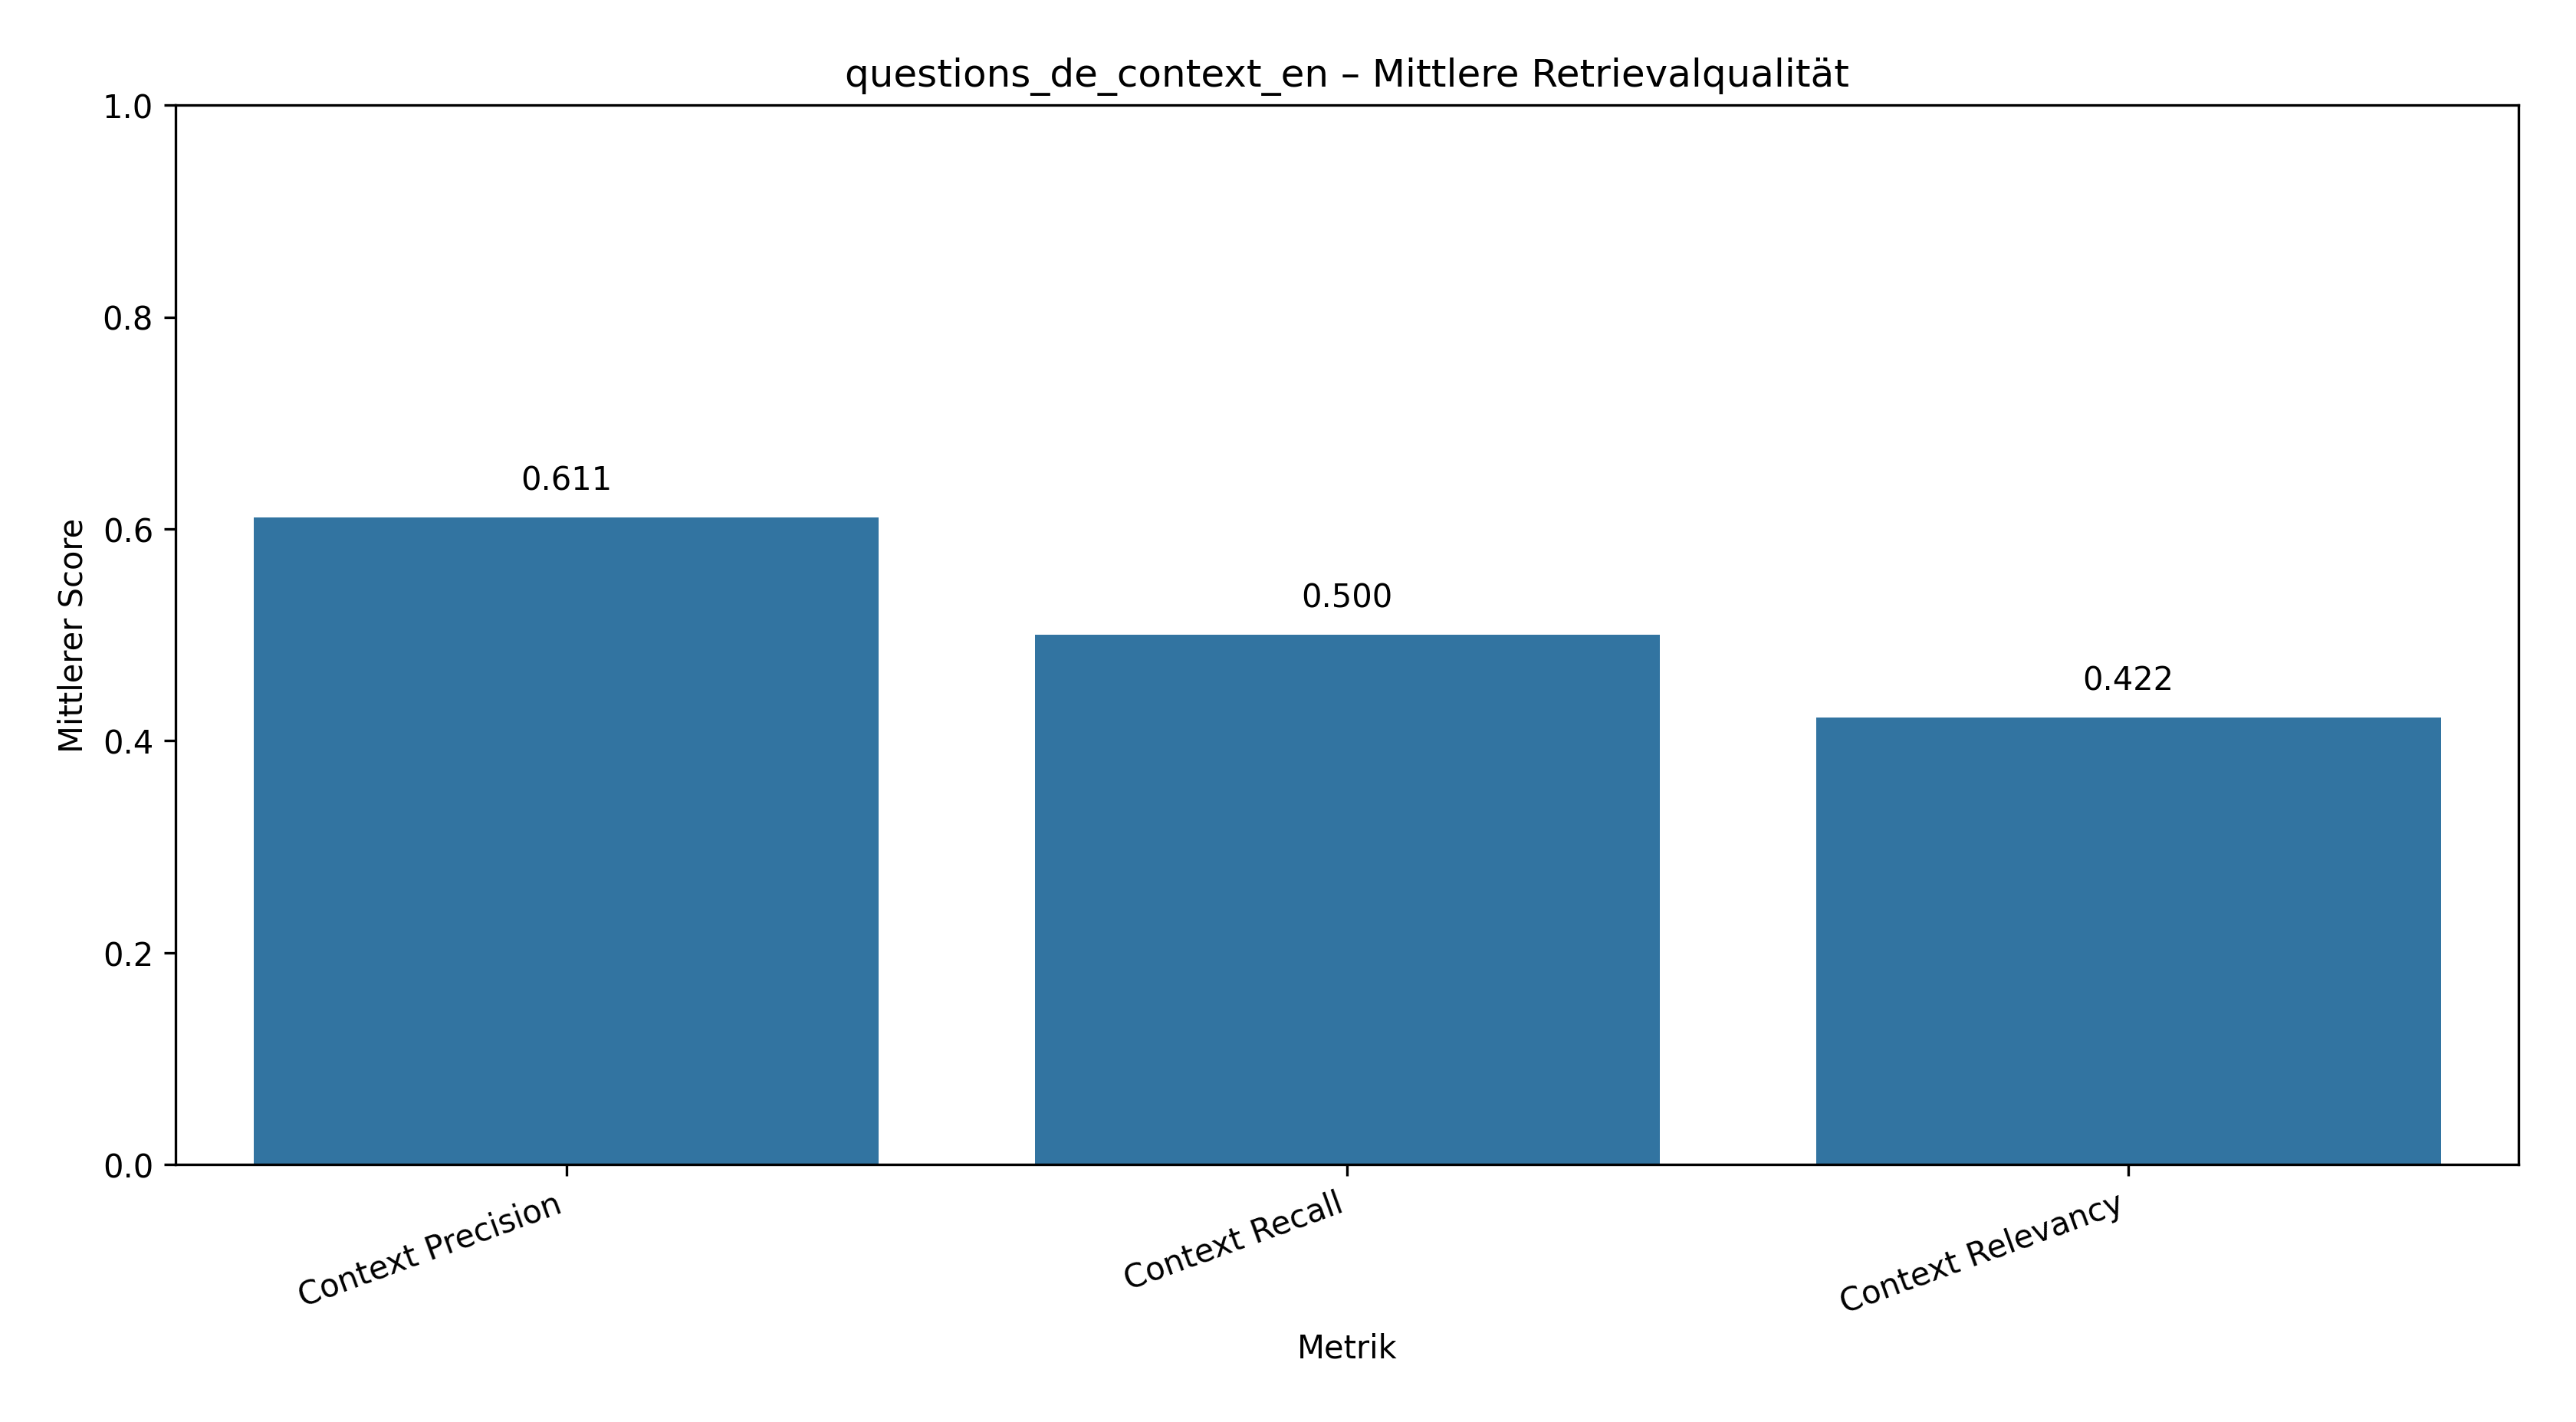 questions_de_context_en – Mittlere Retrievalqualität
Mittlerer Score
1.0
0.8
0.6
0.4
0.2
0.0
0.611
0.500
0.422
Context Precision
Context Recall
Context Relevancy
Metrik